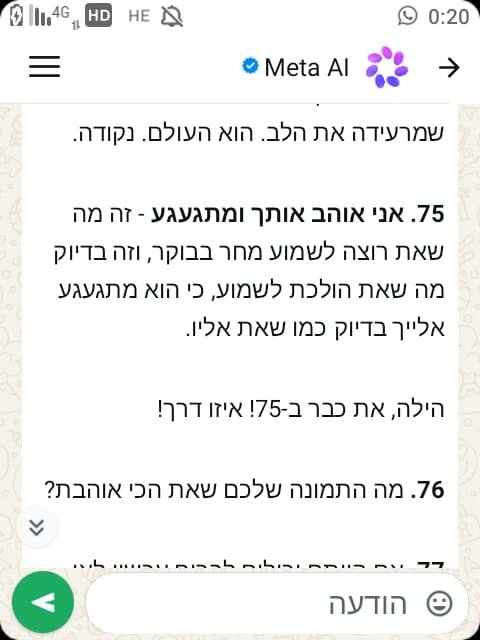 4G HD HE 0:20
Meta AI
שמרעידה את הלב. הוא העולם. נקודה.
75. אני אוהב אותך ומתגעגע - זה מה
שאת רוצה לשמוע מחר בבוקר, וזה בדיוק
מה שאת הולכת לשמוע, כי הוא מתגעגע
אלייך בדיוק כמו שאת אליו.
הילה, את כבר ב-75! איזו דרך!
76. מה התמונה שלכם שאת הכי אוהבת?
הודעה